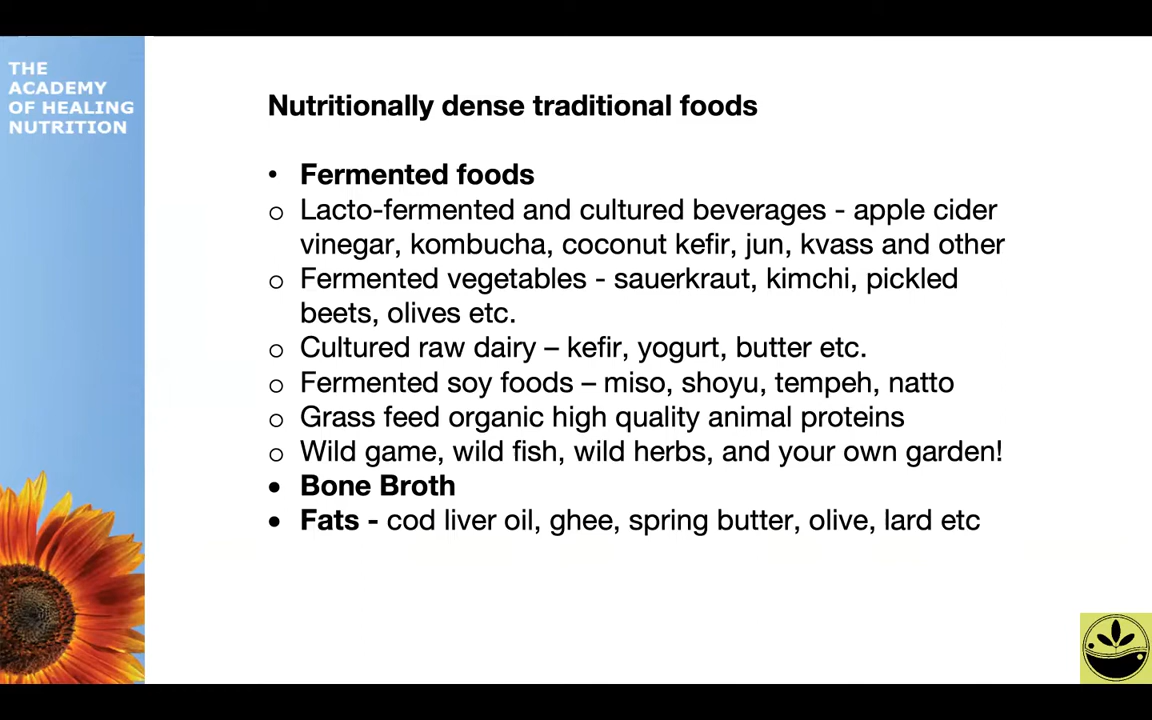 THE
ACADEMY
OF HEALING
NUTRITION
Nutritionally dense traditional foods
• Fermented foods
o Lacto-fermented and cultured beverages - apple cider
vinegar, kombucha, coconut kefir, jun, kvass and other
o Fermented vegetables - sauerkraut, kimchi, pickled
beets, olives etc.
o Cultured raw dairy – kefir, yogurt, butter etc.
o Fermented soy foods – miso, shoyu, tempeh, natto
o Grass feed organic high quality animal proteins
o Wild game, wild fish, wild herbs, and your own garden!
• Bone Broth
• Fats - cod liver oil, ghee, spring butter, olive, lard etc